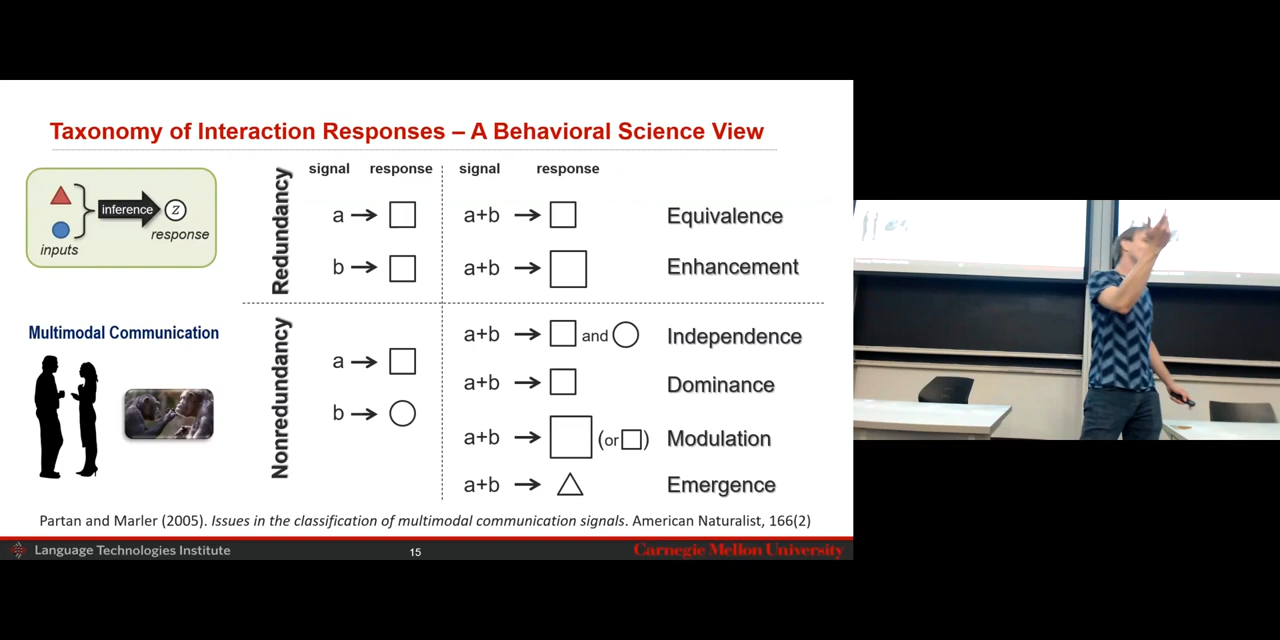 Taxonomy of Interaction Responses – A Behavioral Science View
signal response signal response
inference
z
response
inputs
Redundancy
a → a+b → Equivalence
b → a+b → Enhancement
Multimodal Communication
Nonredundancy
a →
b →
a+b → and Independence
a+b → Dominance
a+b → (or ) Modulation
a+b → Emergence
Partan and Marler (2005). Issues in the classification of multimodal communication signals. American Naturalist, 166(2)
Language Technologies Institute 15 Carnegie Mellon University